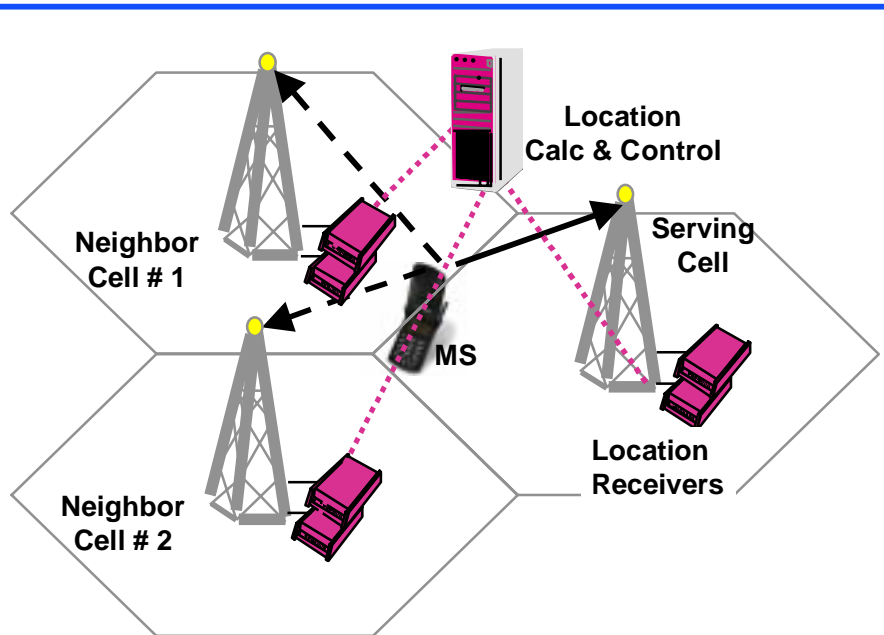 Location
Calc & Control
Neighbor
Cell # 1
Serving
Cell
MS
Location
Receivers
Neighbor
Cell # 2